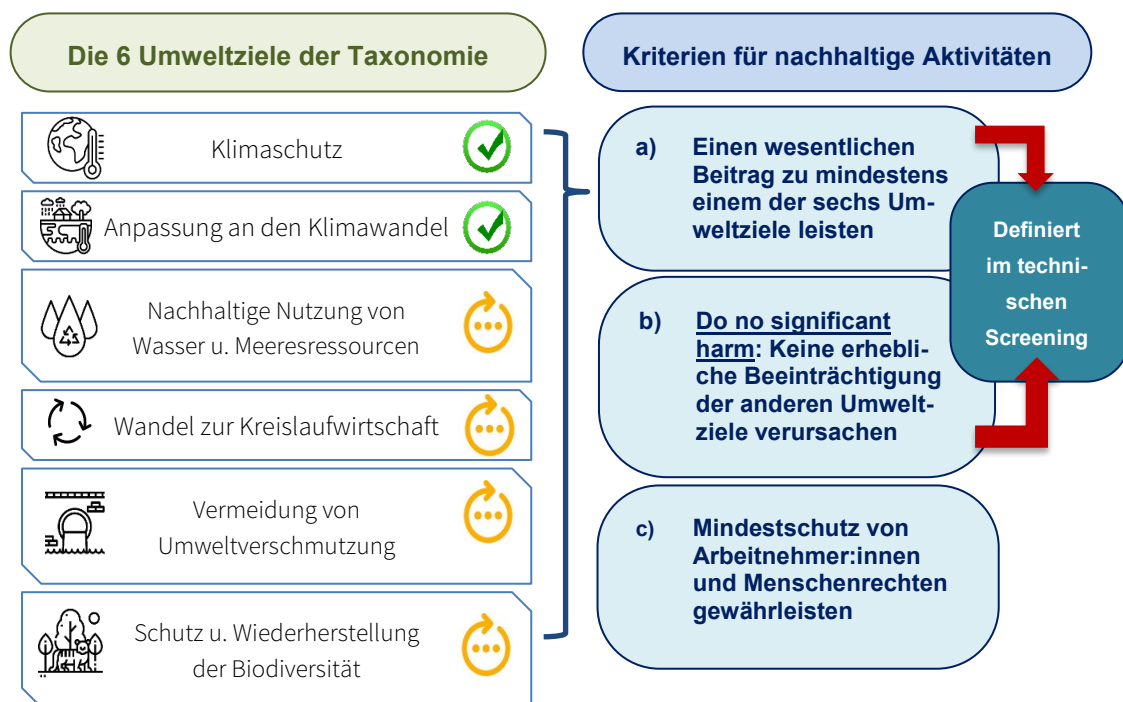 Die 6 Umweltziele der Taxonomie
Klimaschutz
Anpassung an den Klimawandel
Nachhaltige Nutzung von
Wasser u. Meeresressourcen
Wandel zur Kreislaufwirtschaft
Vermeidung von
Umweltverschmutzung
Schutz u. Wiederherstellung
der Biodiversität
Kriterien für nachhaltige Aktivitäten
a) Einen wesentlichen
Beitrag zu mindestens
einem der sechs Um-
weltziele leisten
b) Do no significant
harm: Keine erhebli-
che Beeinträchtigung
der anderen Umwelt-
ziele verursachen
c) Mindestschutz von
Arbeitnehmer:innen
und Menschenrechten
gewährleisten
Definiert
im techni-
schen
Screening